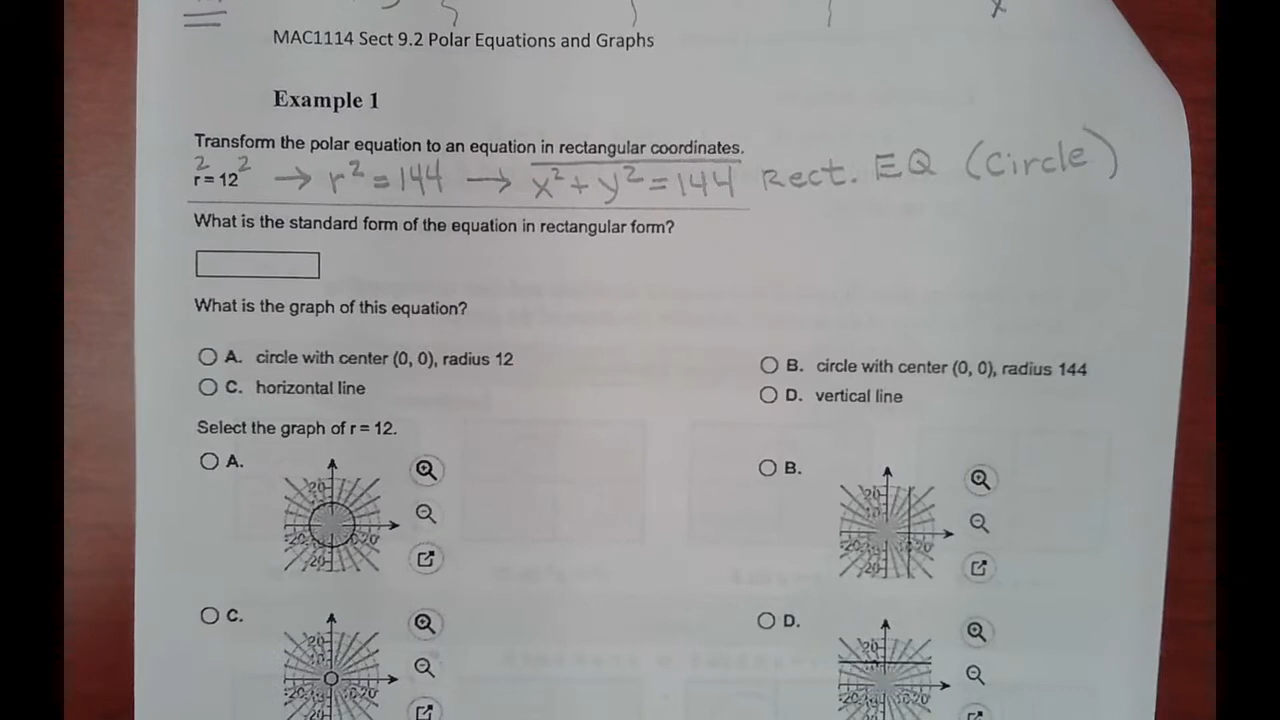 MAC1114 Sect 9.2 Polar Equations and Graphs
Example 1
Transform the polar equation to an equation in rectangular coordinates.
r² = 12² → r² = 144 → x² + y² = 144 Rect. EQ (Circle)
What is the standard form of the equation in rectangular form?
What is the graph of this equation?
A. circle with center (0, 0), radius 12
B. circle with center (0, 0), radius 144
C. horizontal line
D. vertical line
Select the graph of r = 12.
A.
B.
C.
D.